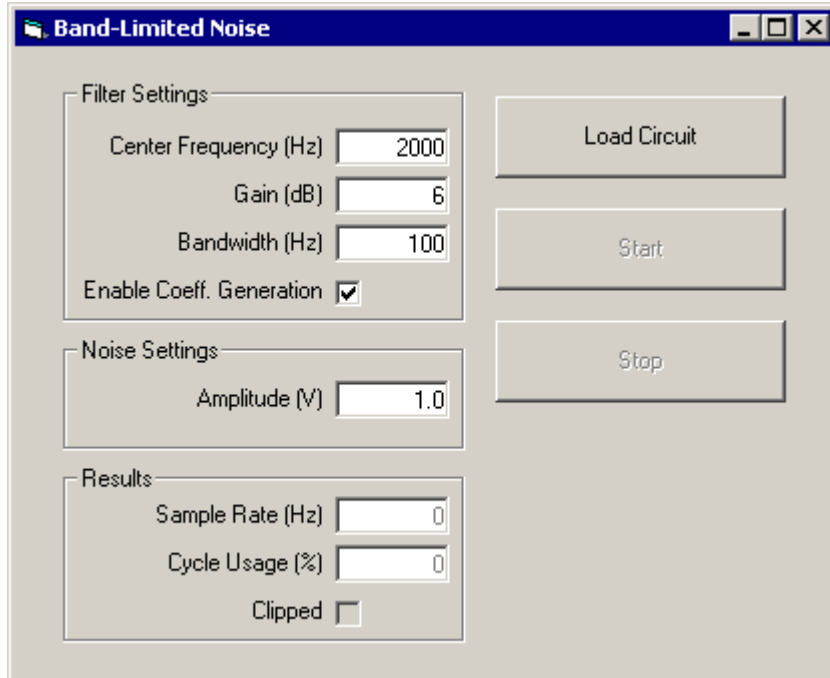 Band-Limited Noise
Filter Settings
Center Frequency (Hz) 2000
Gain (dB) 6
Bandwidth (Hz) 100
Enable Coeff. Generation
Noise Settings
Amplitude (V) 1.0
Results
Sample Rate (Hz) 0
Cycle Usage (%) 0
Clipped
Load Circuit
Start
Stop